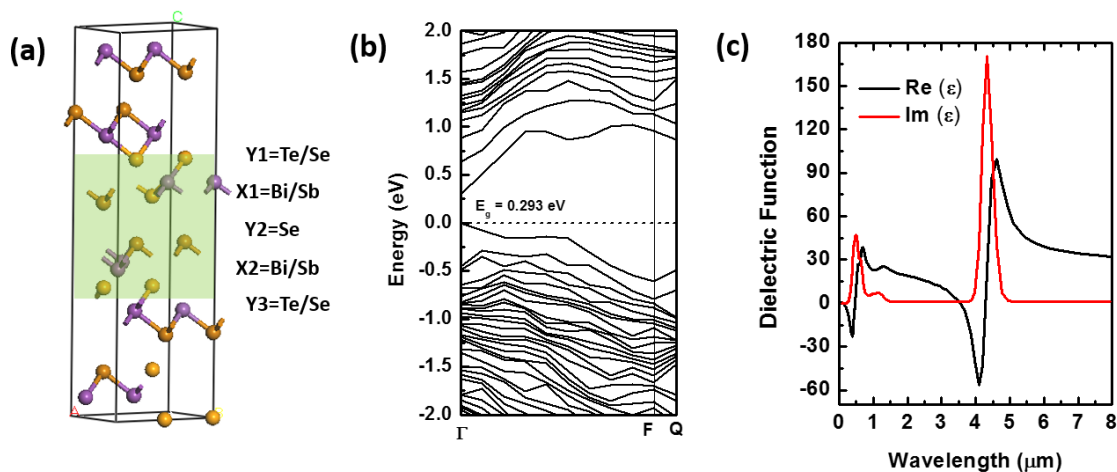 (a)
C
Y1=Te/Se
X1=Bi/Sb
Y2=Se
X2=Bi/Sb
Y3=Te/Se
A
(b)
Energy (eV)
2.0
1.5
1.0
0.5
0.0
-0.5
-1.0
-1.5
-2.0
E_g = 0.293 eV
Γ
F
Q
(c)
Dielectric Function
180
150
120
90
60
30
0
-30
-60
Re (ε)
Im (ε)
0 1 2 3 4 5 6 7 8
Wavelength (μm)